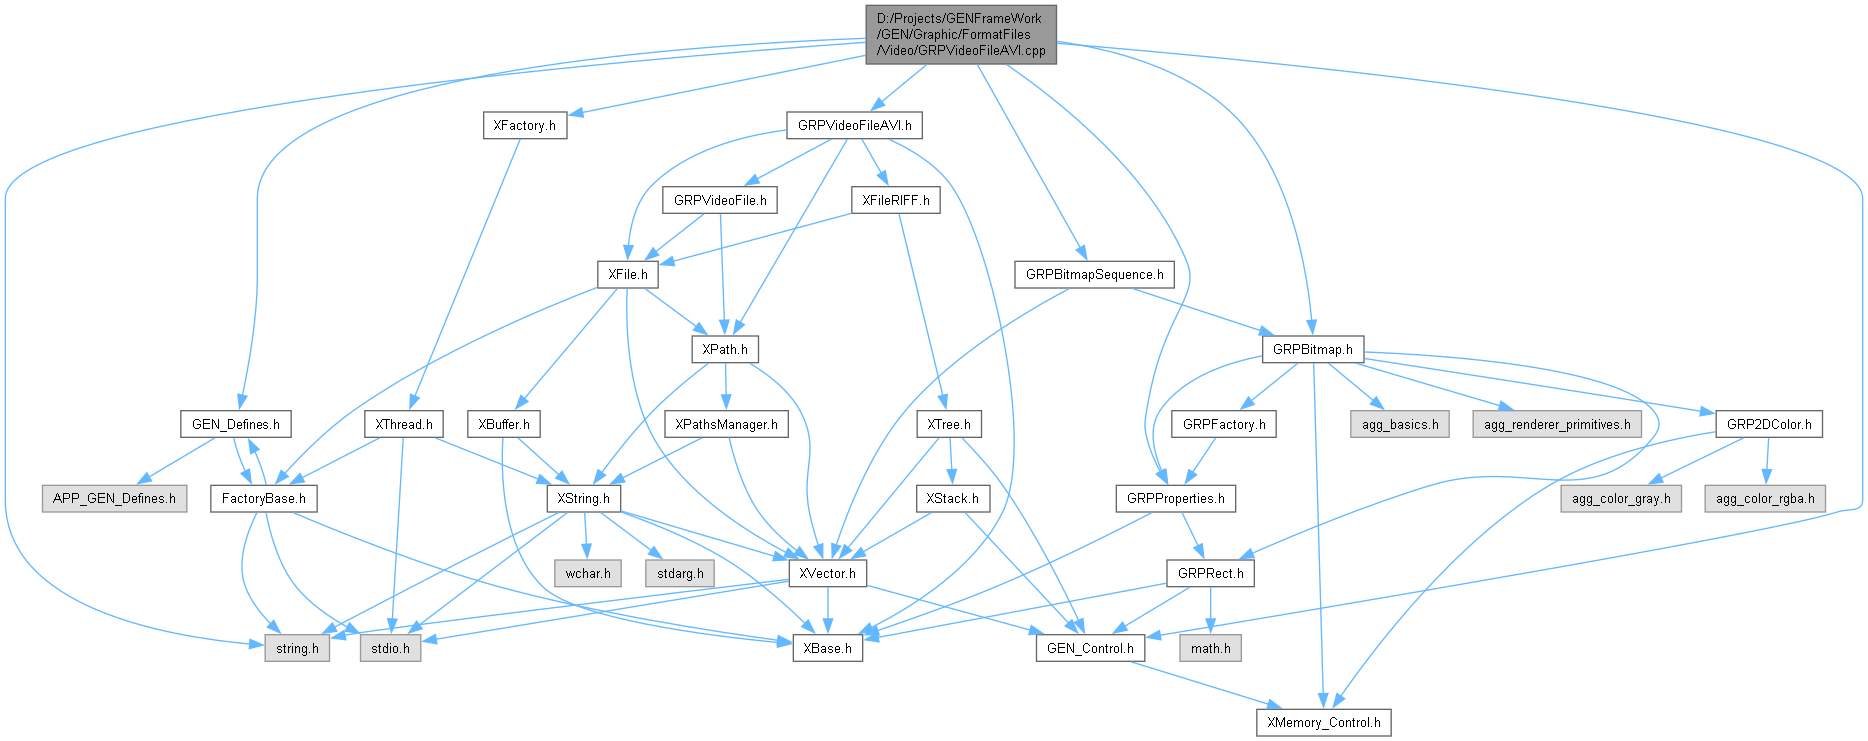 D:/Projects/GENFrameWork
/GEN/Graphic/FormatFiles
/Video/GRPVideoFileAVI.cpp
XFactory.h
GRPVideoFileAVI.h
GRPVideoFile.h
XFileRIFF.h
XFile.h
GRPBitmapSequence.h
XPath.h
GRPBitmap.h
GEN_Defines.h
XThread.h
XBuffer.h
XPathsManager.h
XTree.h
GRPFactory.h
agg_basics.h
agg_renderer_primitives.h
GRP2DColor.h
APP_GEN_Defines.h
FactoryBase.h
XString.h
XStack.h
GRPProperties.h
agg_color_gray.h
agg_color_rgba.h
wchar.h
stdarg.h
XVector.h
GRPRect.h
string.h
stdio.h
XBase.h
GEN_Control.h
math.h
XMemory_Control.h